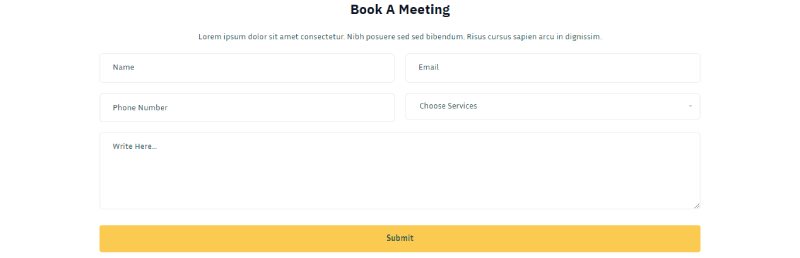 Book A Meeting
Lorem ipsum dolor sit amet consectetur. Nibh posuere sed sed bibendum. Risus cursus sapien arcu in dignissim.
Name
Email
Phone Number
Choose Services
Write Here...
Submit